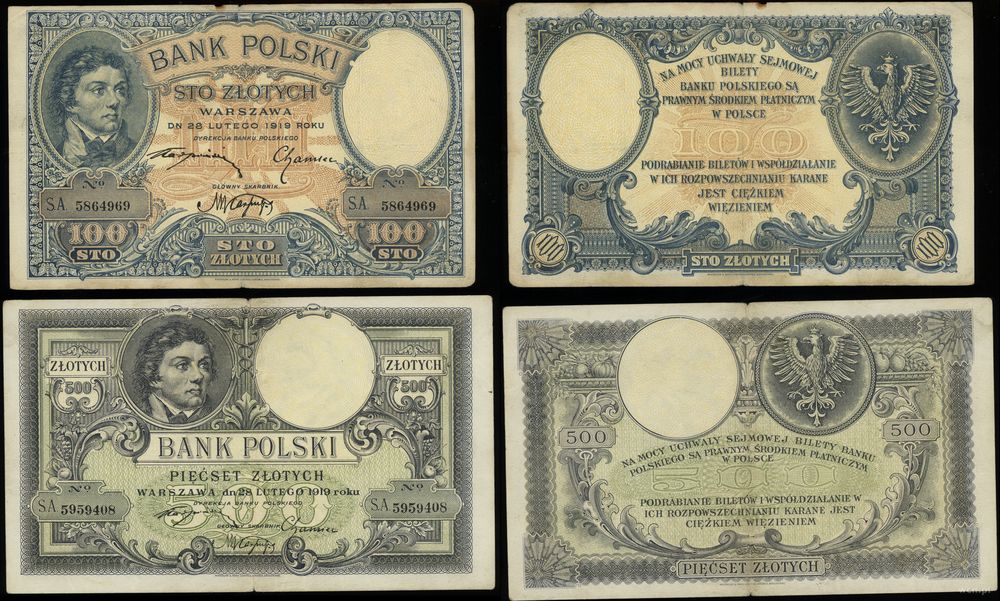 BANK POLSKI
STO ZŁOTYCH
WARSZAWA
DN 28 LUTEGO 1919 ROKU
DYREKCJA BANKU POLSKIEGO
GŁÓWNY SKARBNIK
No No
S.A. 5864969 S.A. 5864969
100 100
STO STO
STO
ZŁOTYCH
NA MOCY UCHWAŁY SEJMOWEJ
BILETY
BANKU POLSKIEGO SĄ
PRAWNYM ŚRODKIEM PŁATNICZYM
W POLSCE
100
PODRABIANIE BILETÓW I WSPÓŁDZIAŁANIE
W ICH ROZPOWSZECHNIANIU KARANE
JEST CIĘŻKIEM
WIĘZIENIEM
100 100
STO ZŁOTYCH
ZŁOTYCH ZŁOTYCH
500 500
BANK POLSKI
PIĘĆSET ZŁOTYCH
WARSZAWA dn 28 LUTEGO 1919 roku
DYREKCJA BANKU POLSKIEGO
No No
S.A. 5959408 S.A. 5959408
500
GŁÓWNY SKARBNIK
500 500
NA MOCY UCHWAŁY SEJMOWEJ BILETY BANKU
POLSKIEGO SĄ PRAWNYM ŚRODKIEM PŁATNICZYM
W POLSCE
500
PODRABIANIE BILETÓW I WSPÓŁDZIAŁANIE W
ICH ROZPOWSZECHNIANIU KARANE JEST
CIĘŻKIEM WIĘZIENIEM
PIĘĆSET ZŁOTYCH